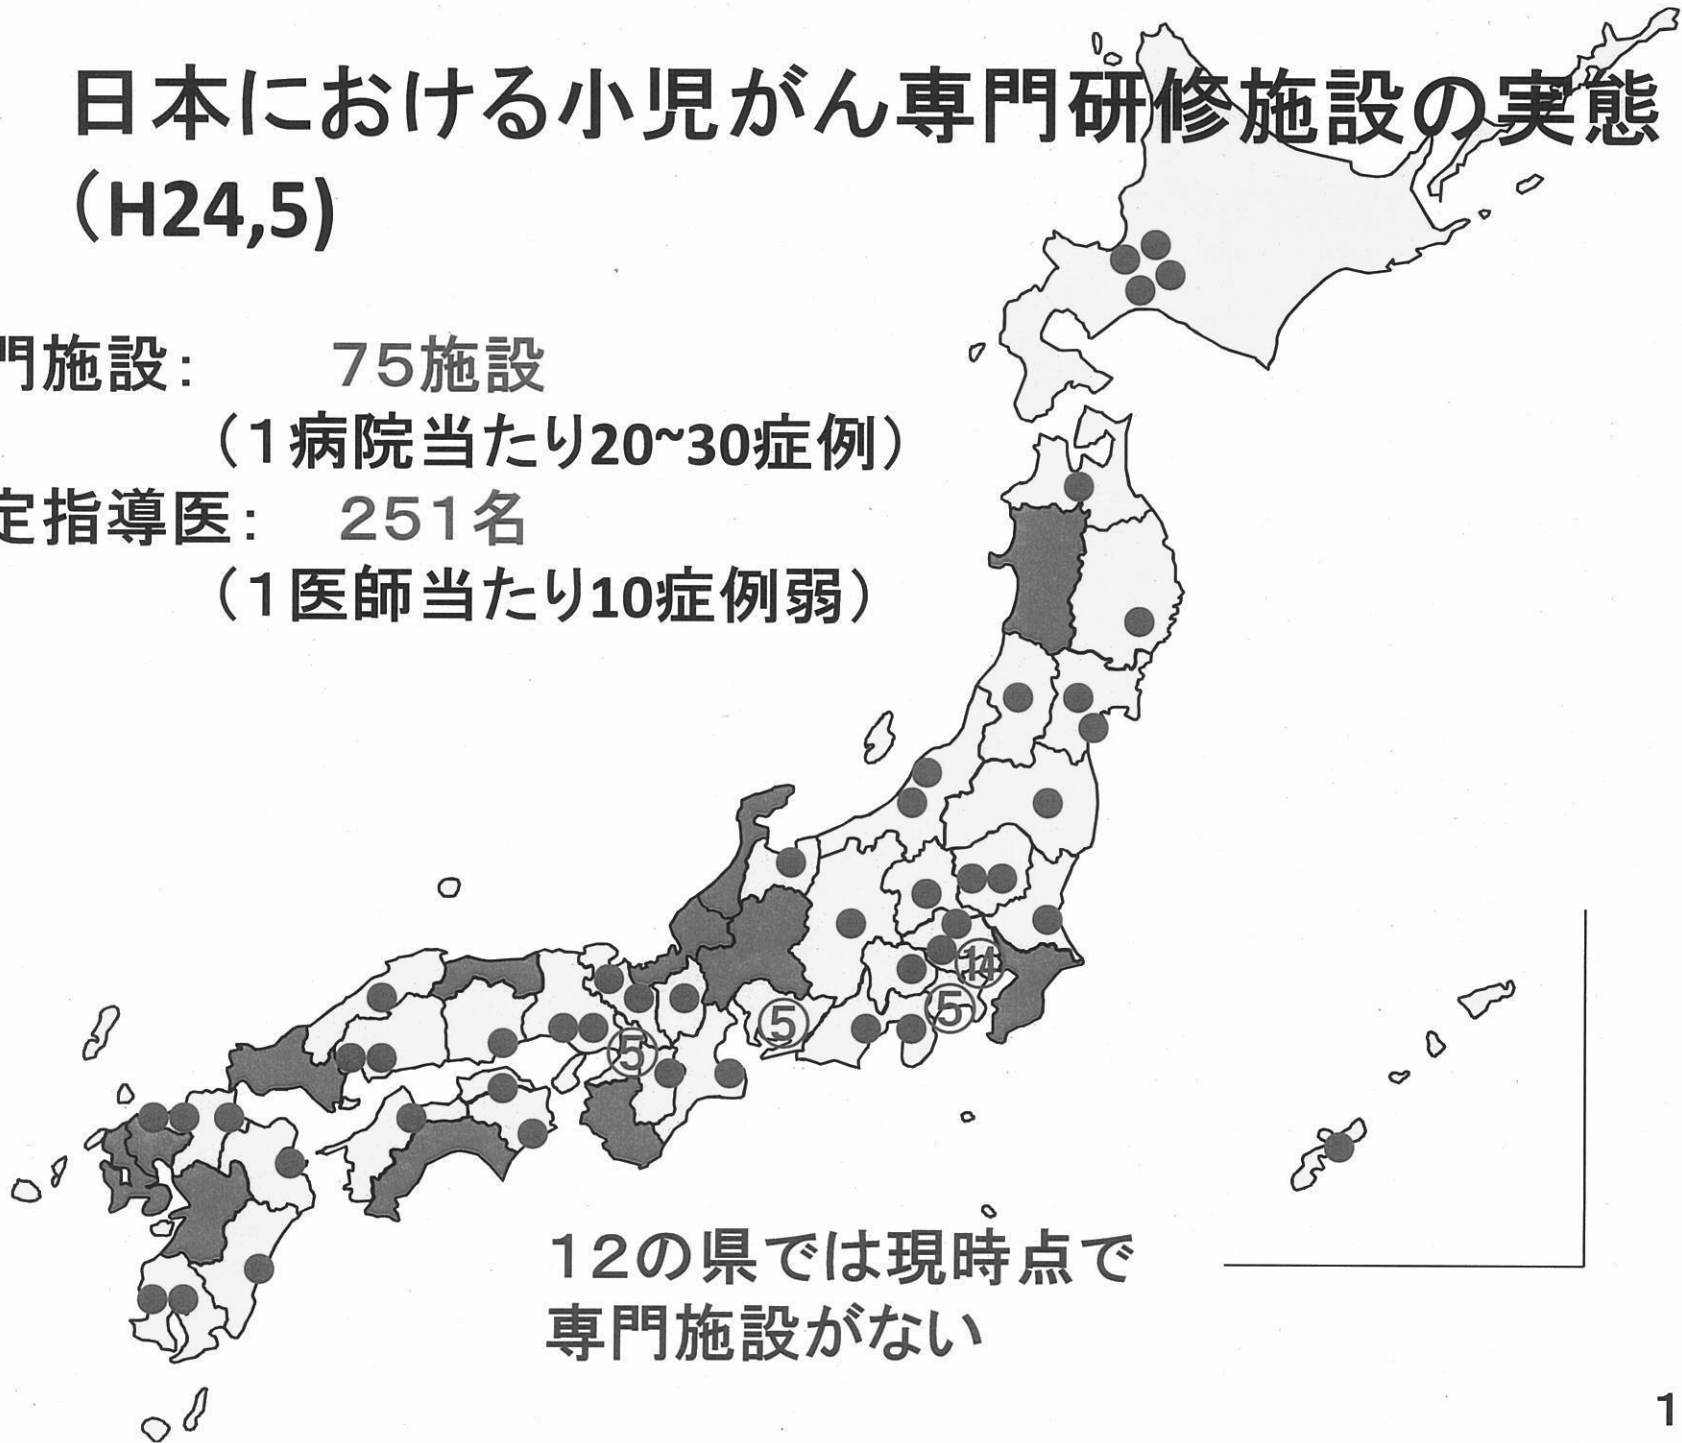 日本における小児がん専門研修施設の実態
（H24,5)
門施設： 75施設
（1病院当たり20~30症例）
定指導医： 251名
（1医師当たり10症例弱）
⑭
⑤
⑤
⑤
12の県では現時点で
専門施設がない
1